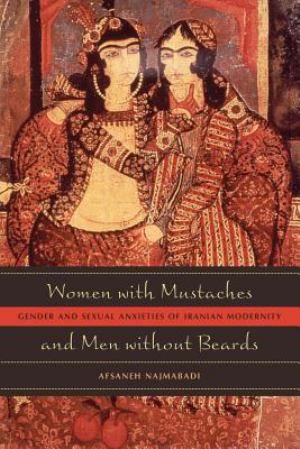 Women with Mustaches
GENDER AND SEXUAL ANXIETIES OF IRANIAN MODERNITY
and Men without Beards
AFSANEH NAJMABADI